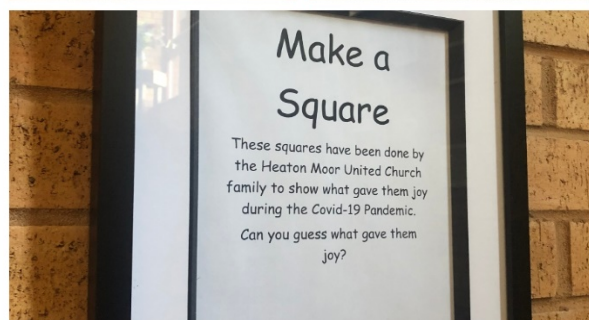 Make a
Square
These squares have been done by
the Heaton Moor United Church
family to show what gave them joy
during the Covid-19 Pandemic.
Can you guess what gave them
joy?